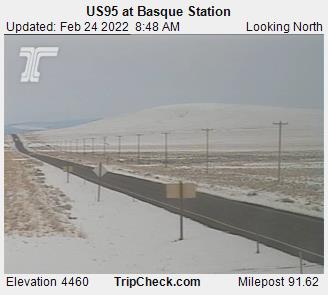 US95 at Basque Station
Updated: Feb 24 2022 8:48 AM Looking North
Elevation 4460 TripCheck.com Milepost 91.62